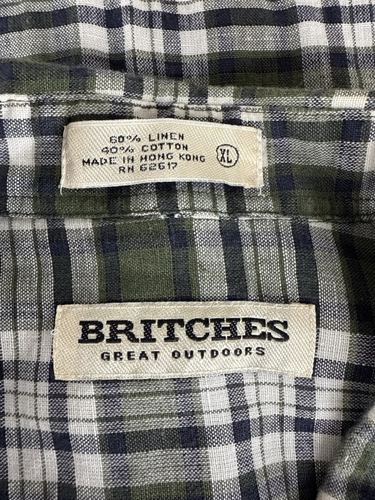 60% LINEN
40% COTTON
MADE IN HONG KONG
RN 62617
XL
BRITCHES
GREAT OUTDOORS